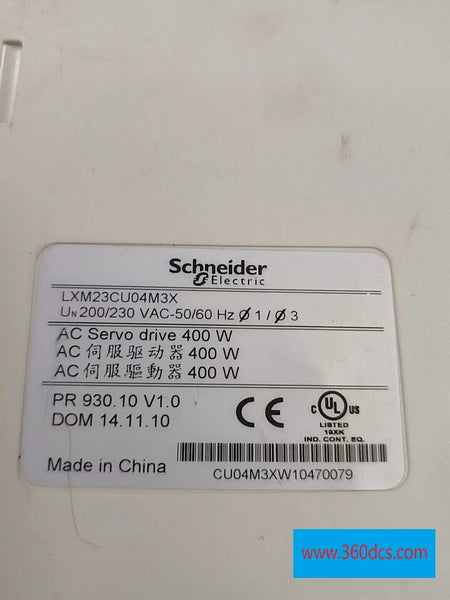 Schneider
Electric
LXM23CU04M3X
UN 200/230 VAC-50/60 Hz Ø 1 / Ø 3
AC Servo drive 400 W
AC 伺服驱动器 400 W
AC 伺服驅動器 400 W
PR 930.10 V1.0
DOM 14.11.10
CE
C UL US
LISTED
19XK
IND. CONT. EQ.
Made in China
CU04M3XW10470079
www.360dcs.com